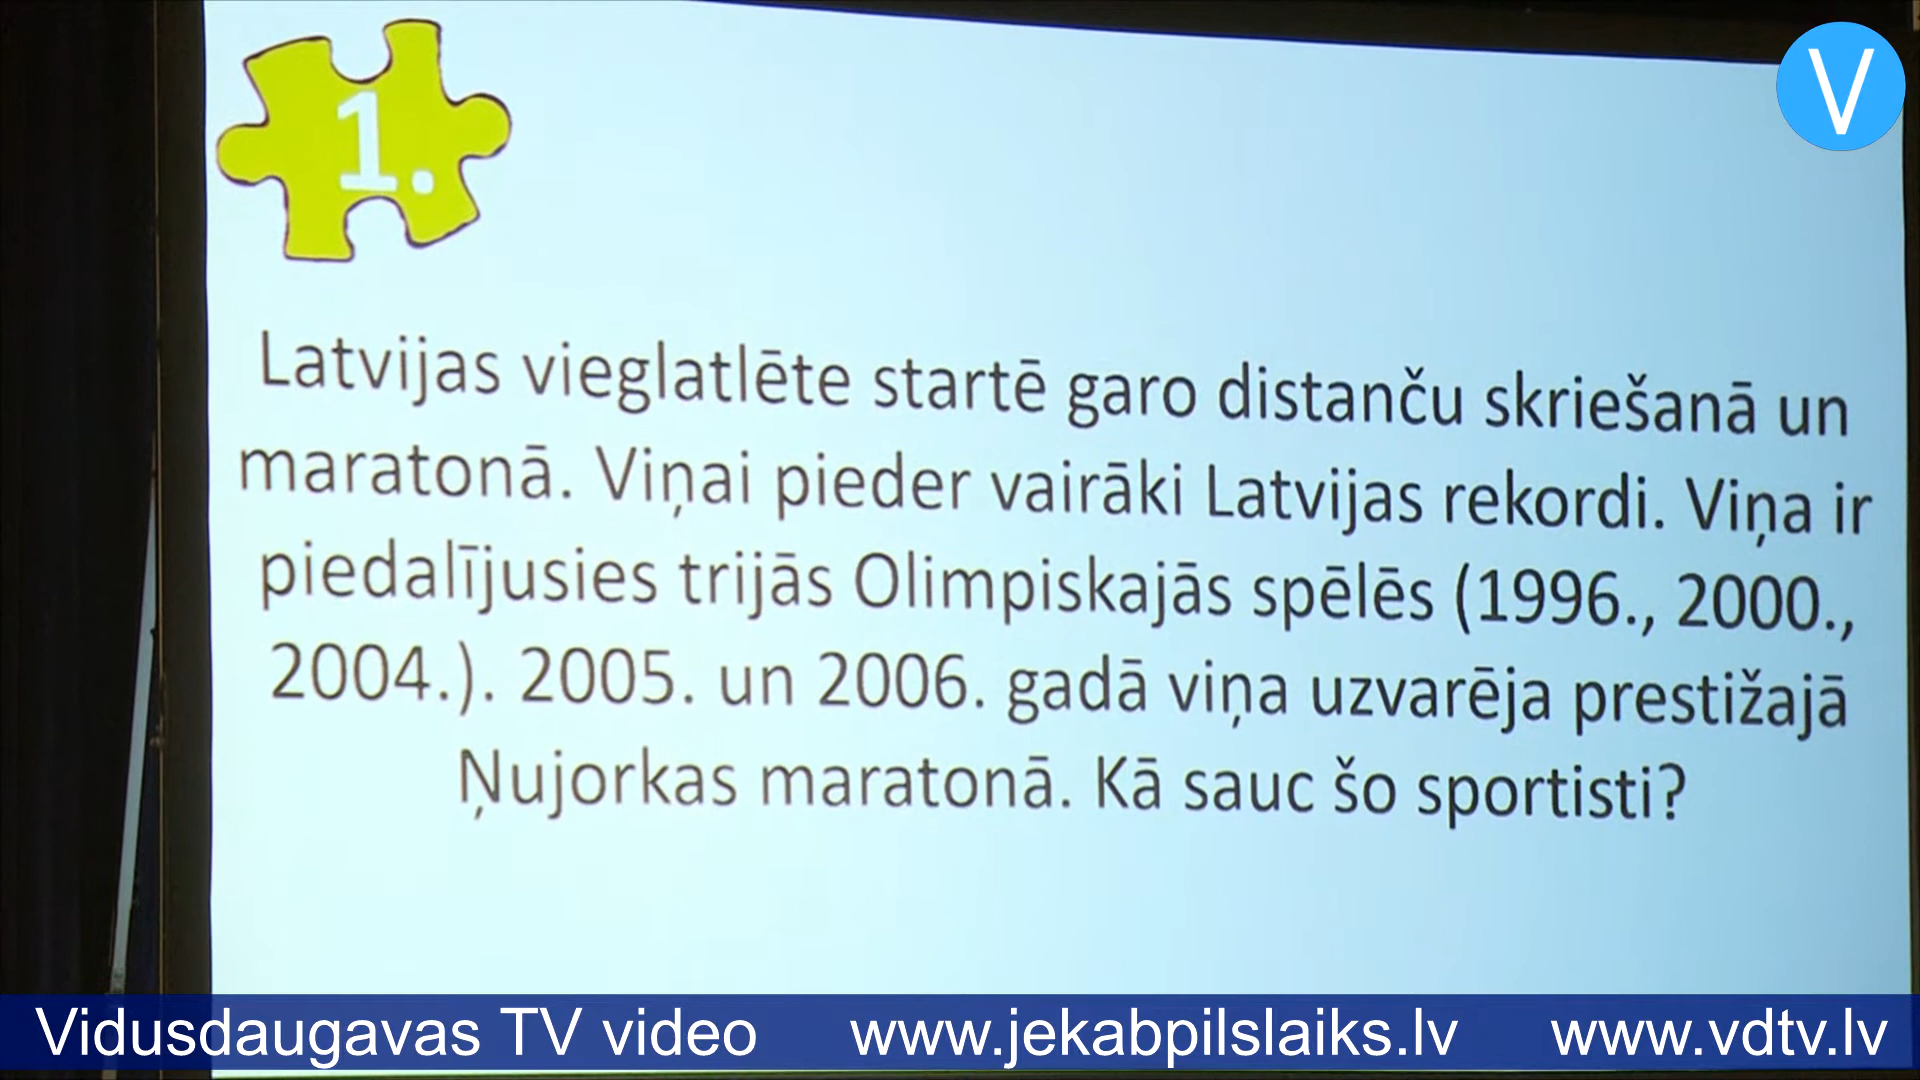 V
1.
Latvijas vieglatlēte startē garo distanču skriešanā un
maratonā. Viņai pieder vairāki Latvijas rekordi. Viņa ir
piedalījusies trijās Olimpiskajās spēlēs (1996., 2000.,
2004.). 2005. un 2006. gadā viņa uzvarēja prestižajā
Ņujorkas maratonā. Kā sauc šo sportisti?
Vidusdaugavas TV video www.jekabpilslaiks.lv www.vdtv.lv